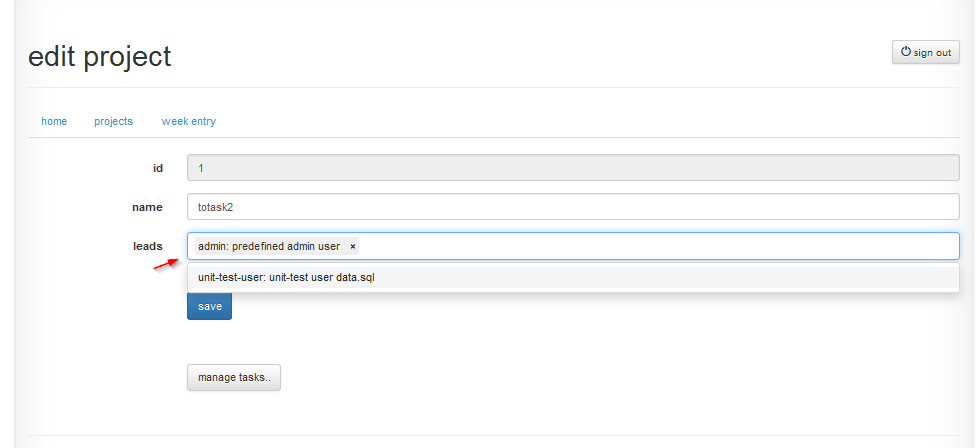 edit project
sign out
home projects week entry
id 1
name totask2
leads admin: predefined admin user ×
unit-test-user: unit-test user data.sql
save
manage tasks..